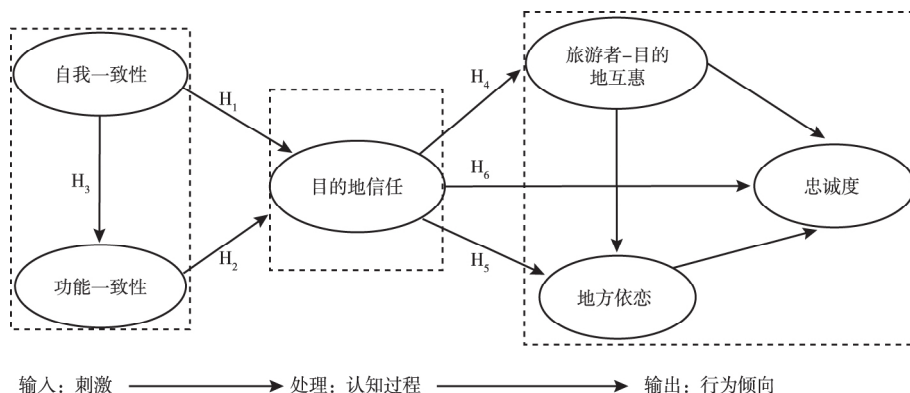 自我一致性
H1
H3
H2
功能一致性
目的地信任
H4
H6
H5
旅游者-目的
地互惠
地方依恋
忠诚度
输入：刺激
处理：认知过程
输出：行为倾向